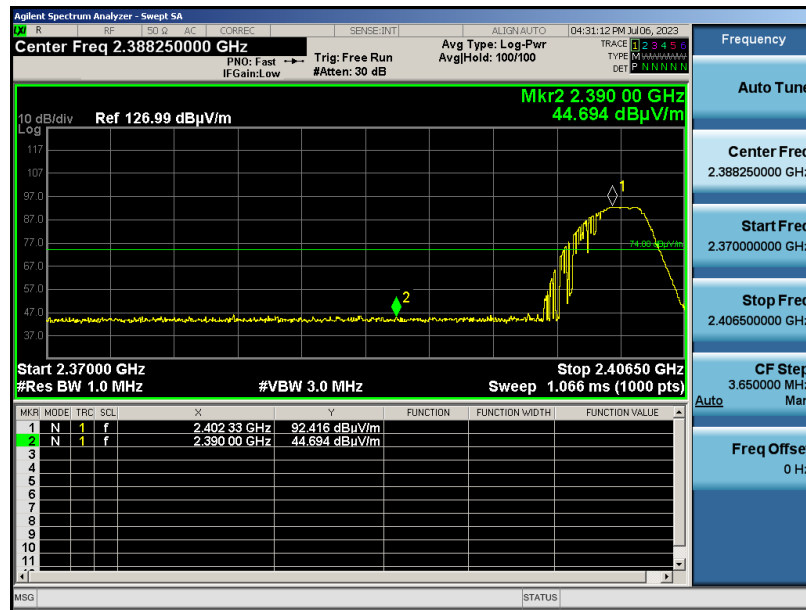 Agilent Spectrum Analyzer - Swept SA
LXI R RF 50 Ω AC CORREC SENSE:INT ALIGN AUTO 04:31:12 PM Jul 06, 2023
Center Freq 2.388250000 GHz
PNO: Fast
IFGain:Low
Trig: Free Run
#Atten: 30 dB
Avg Type: Log-Pwr
Avg|Hold: 100/100
TRACE 1 2 3 4 5 6
TYPE M
DET P N N N N N
Mkr2 2.390 00 GHz
44.694 dBµV/m
10 dB/div Ref 126.99 dBµV/m
Log
117
107
97.0
87.0
77.0
67.0
57.0
47.0
37.0
1
74.00 dBµV/m
2
Start 2.37000 GHz Stop 2.40650 GHz
#Res BW 1.0 MHz #VBW 3.0 MHz Sweep 1.066 ms (1000 pts)
MKR MODE TRC SCL X Y FUNCTION FUNCTION WIDTH FUNCTION VALUE
1 N 1 f 2.402 33 GHz 92.416 dBµV/m
2 N 1 f 2.390 00 GHz 44.694 dBµV/m
3
4
5
6
7
8
9
10
11
MSG STATUS
Frequency
Auto Tune
Center Freq
2.388250000 GHz
Start Freq
2.370000000 GHz
Stop Freq
2.406500000 GHz
CF Step
3.650000 MHz
Auto Man
Freq Offset
0 Hz